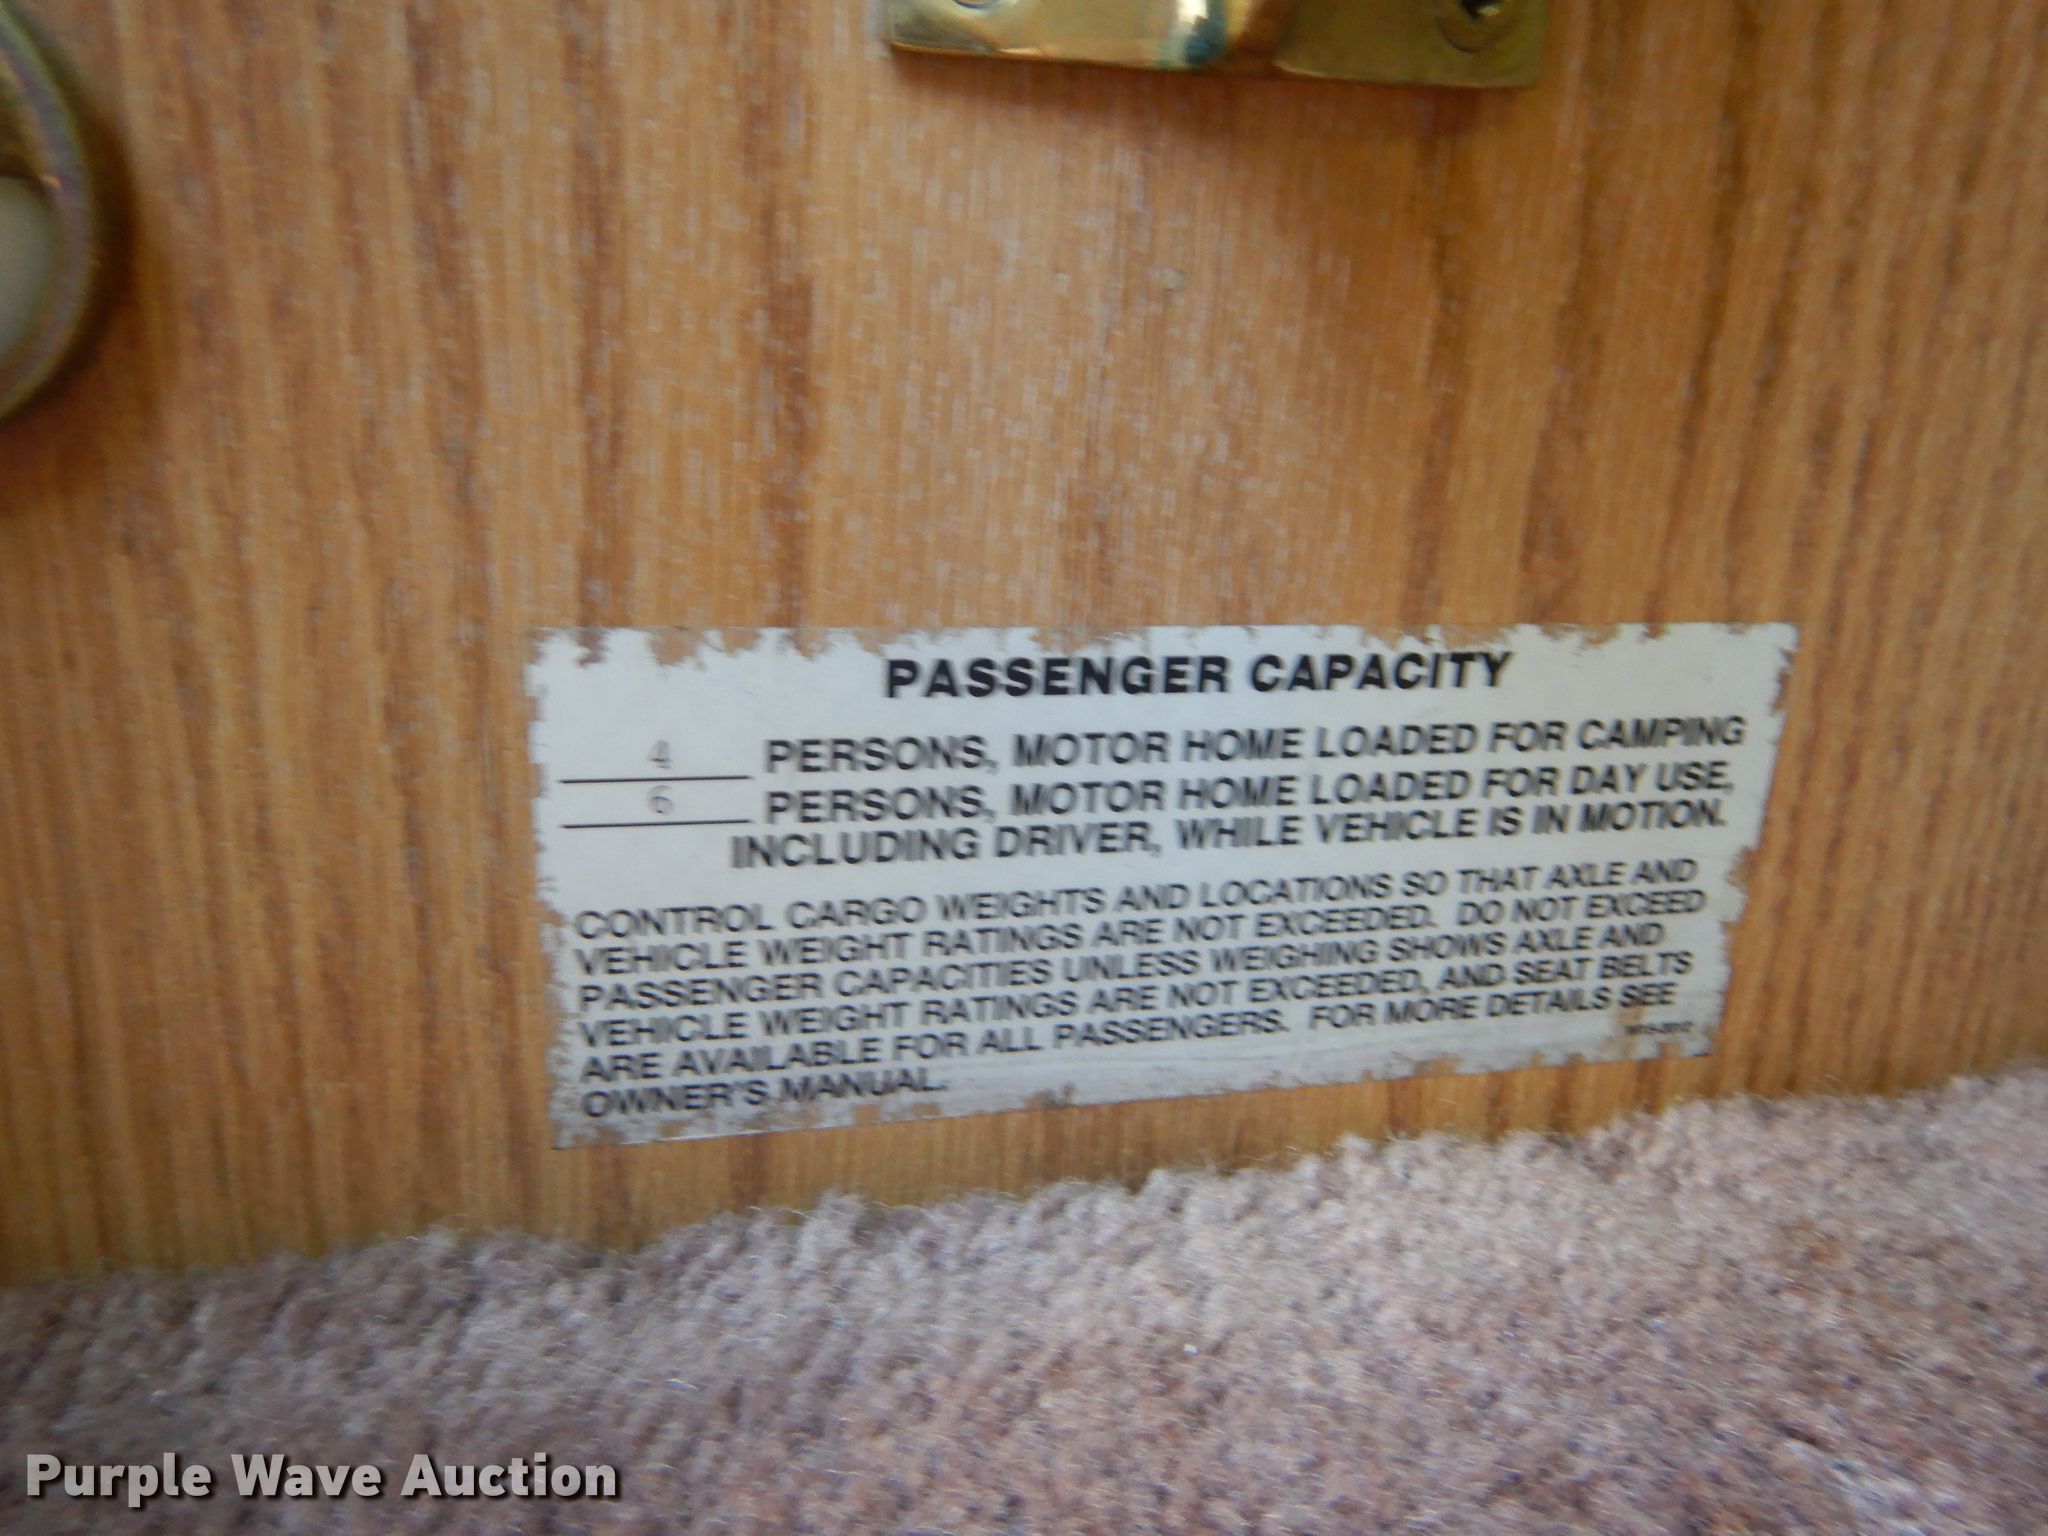 PASSENGER CAPACITY
4 PERSONS, MOTOR HOME LOADED FOR CAMPING
6 PERSONS, MOTOR HOME LOADED FOR DAY USE,
INCLUDING DRIVER, WHILE VEHICLE IS IN MOTION.
CONTROL CARGO WEIGHTS AND LOCATIONS SO THAT AXLE AND
VEHICLE WEIGHT RATINGS ARE NOT EXCEEDED. DO NOT EXCEED
PASSENGER CAPACITIES UNLESS WEIGHING SHOWS AXLE AND
VEHICLE WEIGHT RATINGS ARE NOT EXCEEDED, AND SEAT BELTS
ARE AVAILABLE FOR ALL PASSENGERS. FOR MORE DETAILS SEE
OWNER'S MANUAL.
Purple Wave Auction